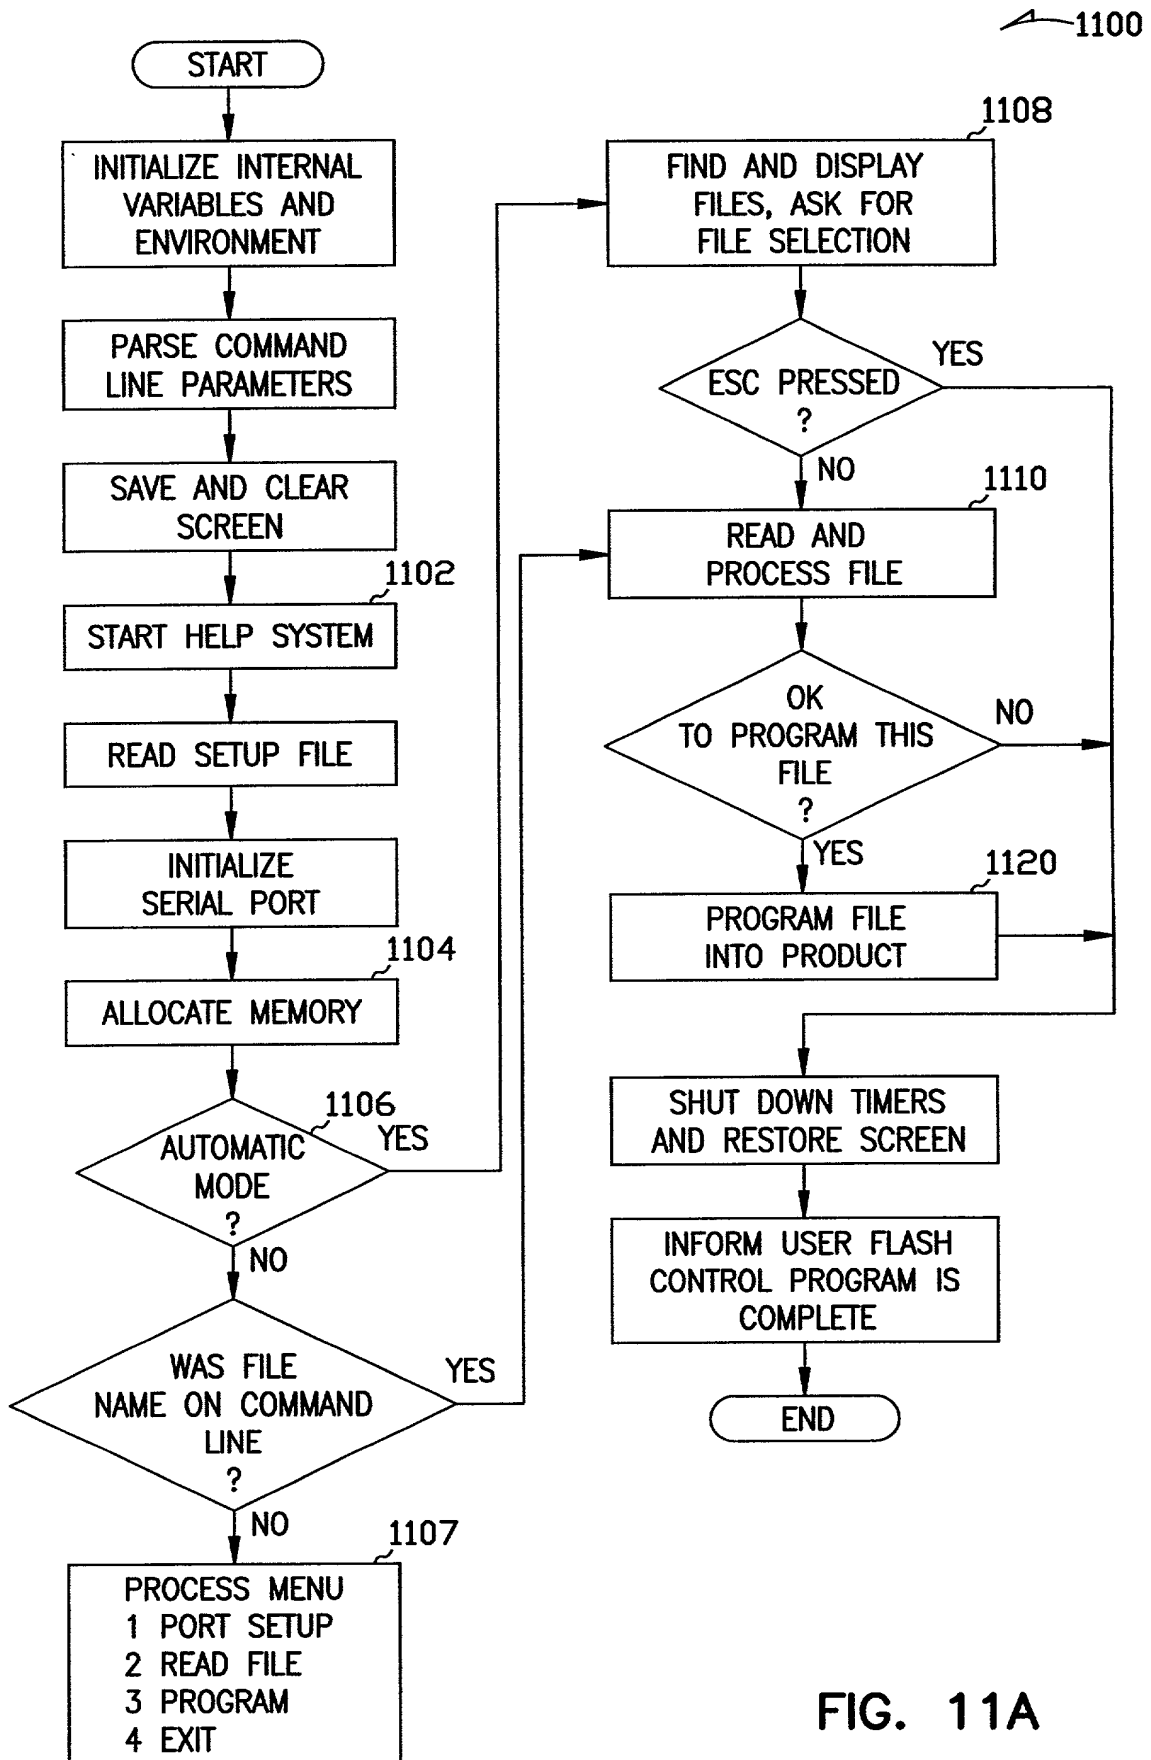 1100
START
INITIALIZE INTERNAL
VARIABLES AND
ENVIRONMENT
PARSE COMMAND
LINE PARAMETERS
SAVE AND CLEAR
SCREEN
1102
START HELP SYSTEM
READ SETUP FILE
INITIALIZE
SERIAL PORT
1104
ALLOCATE MEMORY
1106
AUTOMATIC
MODE
?
YES
NO
WAS FILE
NAME ON COMMAND
LINE
?
YES
NO
1107
PROCESS MENU
1 PORT SETUP
2 READ FILE
3 PROGRAM
4 EXIT
1108
FIND AND DISPLAY
FILES, ASK FOR
FILE SELECTION
ESC PRESSED
?
YES
NO
1110
READ AND
PROCESS FILE
OK
TO PROGRAM THIS
FILE
?
NO
YES
1120
PROGRAM FILE
INTO PRODUCT
SHUT DOWN TIMERS
AND RESTORE SCREEN
INFORM USER FLASH
CONTROL PROGRAM IS
COMPLETE
END
FIG. 11A